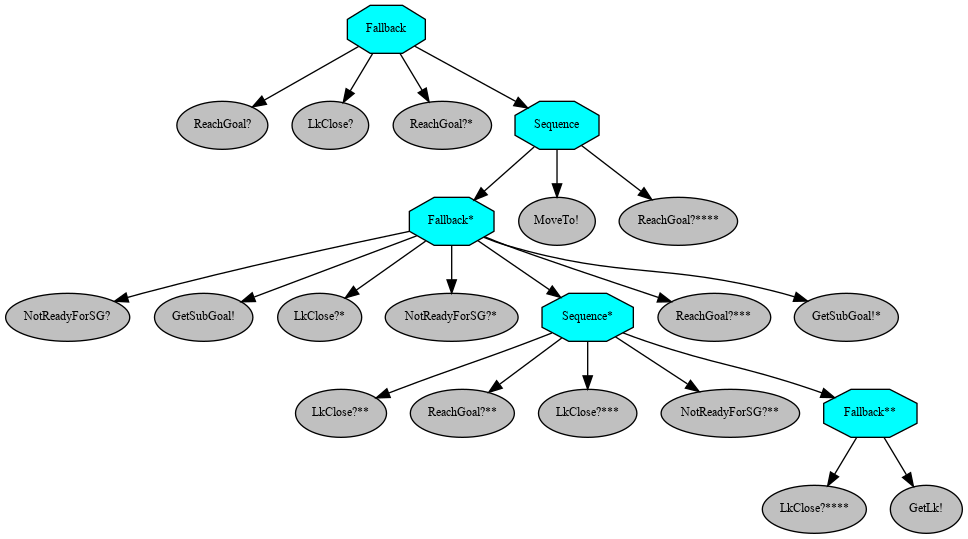 Fallback
ReachGoal?
LkClose?
ReachGoal?*
Sequence
Fallback*
MoveTo!
ReachGoal?****
NotReadyForSG?
GetSubGoal!
LkClose?*
NotReadyForSG?*
Sequence*
ReachGoal?***
GetSubGoal!*
LkClose?**
ReachGoal?**
LkClose?***
NotReadyForSG?**
Fallback**
LkClose?****
GetLk!